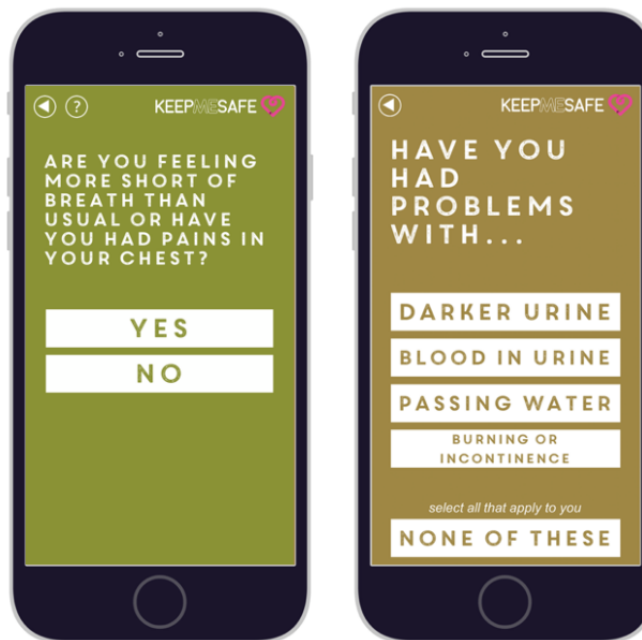 ?
KEEPMESAFE
ARE YOU FEELING
MORE SHORT OF
BREATH THAN
USUAL OR HAVE
YOU HAD PAINS IN
YOUR CHEST?
YES
NO
KEEPMESAFE
HAVE YOU
HAD
PROBLEMS
WITH...
DARKER URINE
BLOOD IN URINE
PASSING WATER
BURNING OR
INCONTINENCE
select all that apply to you
NONE OF THESE